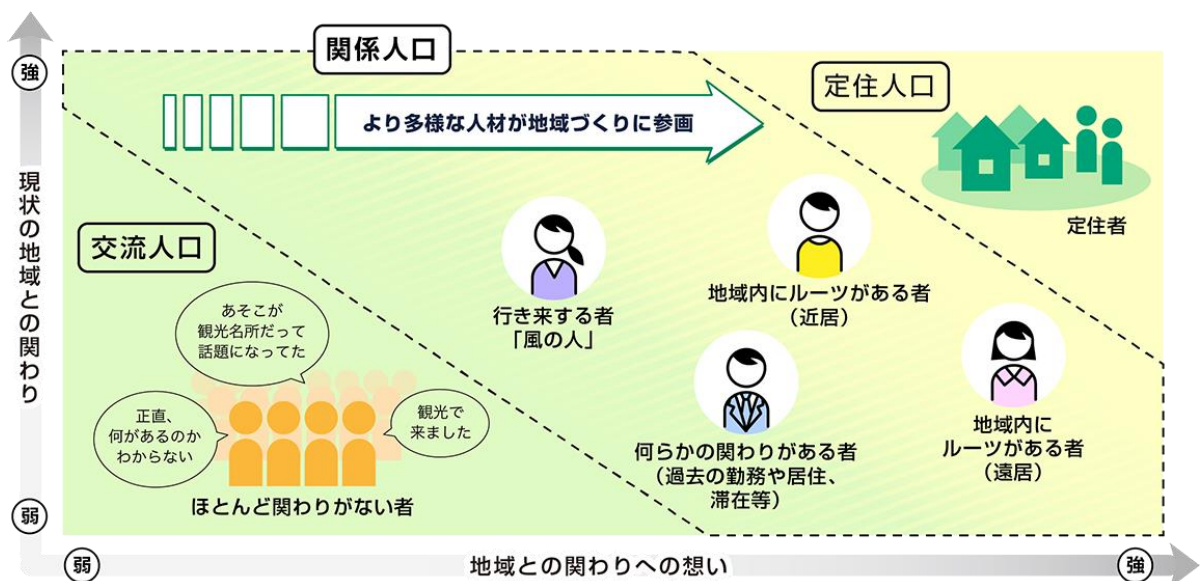 関係人口
強
定住人口
より多様な人材が地域づくりに参画
現状の地域との関わり
定住者
交流人口
地域内にルーツがある者
(近居)
行き来する者
「風の人」
あそこが
観光名所だって
話題になってた
正直、
何があるのか
わからない
観光で
来ました
ほとんど関わりがない者
何らかの関わりがある者
(過去の勤務や居住、
滞在等)
地域内に
ルーツがある者
(遠居)
弱
弱
地域との関わりへの想い
強